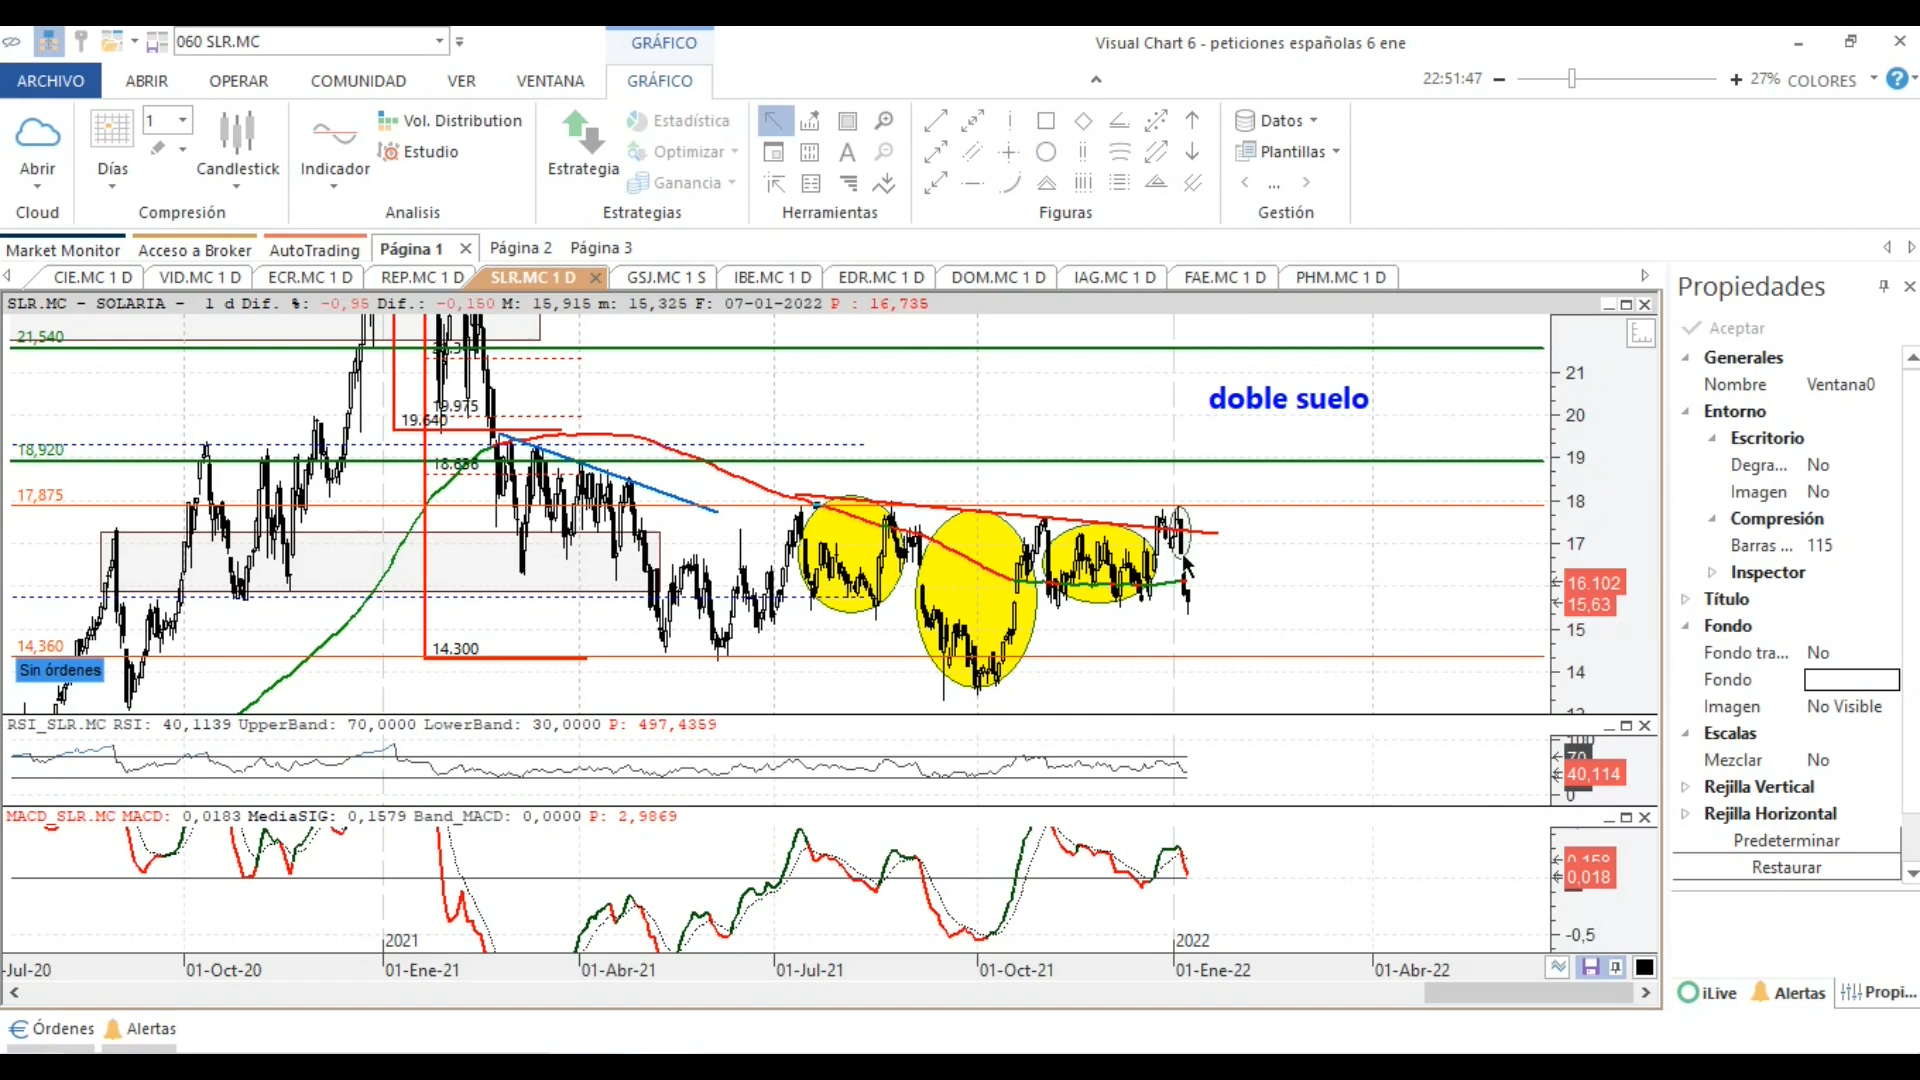 060 SLR.MC
GRÁFICO
Visual Chart 6 - peticiones españolas 6 ene
ARCHIVO
ABRIR
OPERAR
COMUNIDAD
VER
VENTANA
GRÁFICO
22:51:47
27%
COLORES
Abrir
Cloud
1
Días
Candlestick
Compresión
Indicador
Vol. Distribution
Estudio
Analisis
Estrategia
Estadística
Optimizar
Ganancia
Estrategias
Herramientas
Figuras
Datos
Plantillas
...
Gestión
Market Monitor
Acceso a Broker
AutoTrading
Página 1
Página 2
Página 3
CIE.MC 1 D
VID.MC 1 D
ECR.MC 1 D
REP.MC 1 D
SLR.MC 1 D
GSJ.MC 1 S
IBE.MC 1 D
EDR.MC 1 D
DOM.MC 1 D
IAG.MC 1 D
FAE.MC 1 D
PHM.MC 1 D
SLR.MC - SOLARIA - 1 d Dif. %: -0,95 Dif.: -0,150 M: 15,915 m: 15,325 F: 07-01-2022 P : 16,735
21,540
19.975
19.640
18,920
17,875
14,360
14.300
Sin órdenes
doble suelo
21
20
19
18
17
16.102
15,63
15
14
RSI_SLR.MC RSI: 40,1139 UpperBand: 70,0000 LowerBand: 30,0000 P: 497,4359
100
70
40,114
0
MACD_SLR.MC MACD: 0,0183 MediaSIG: 0,1579 Band_MACD: 0,0000 P: 2,9869
0,158
0,018
-0,5
2021
2022
-Jul-20
01-Oct-20
01-Ene-21
01-Abr-21
01-Jul-21
01-Oct-21
01-Ene-22
01-Abr-22
Propiedades
Aceptar
Generales
Nombre Ventana0
Entorno
Escritorio
Degra... No
Imagen No
Compresión
Barras ... 115
Inspector
Título
Fondo
Fondo tra... No
Fondo
Imagen No Visible
Escalas
Mezclar No
Rejilla Vertical
Rejilla Horizontal
Predeterminar
Restaurar
iLive
Alertas
Propi...
Órdenes
Alertas